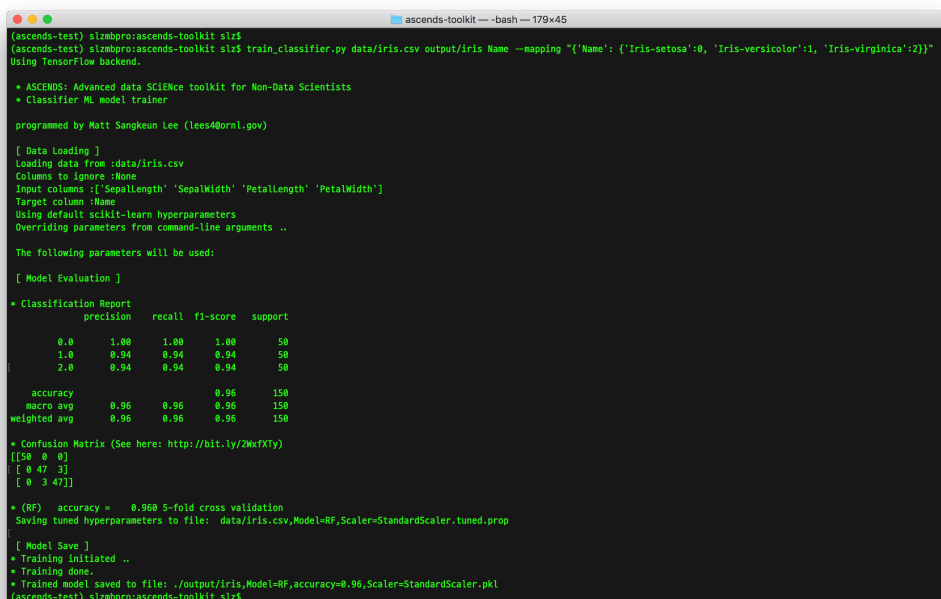 ascends-toolkit — -bash — 179×45
(ascends-test) slzmbpro:ascends-toolkit slz$
(ascends-test) slzmbpro:ascends-toolkit slz$ train_classifier.py data/iris.csv output/iris Name --mapping "{'Name': {'Iris-setosa':0, 'Iris-versicolor':1, 'Iris-virginica':2}}"
Using TensorFlow backend.
* ASCENDS: Advanced data SCiENce toolkit for Non-Data Scientists
* Classifier ML model trainer
programmed by Matt Sangkeun Lee (lees4@ornl.gov)
[ Data Loading ]
Loading data from :data/iris.csv
Columns to ignore :None
Input columns :['SepalLength' 'SepalWidth' 'PetalLength' 'PetalWidth']
Target column :Name
Using default scikit-learn hyperparameters
Overriding parameters from command-line arguments ..
The following parameters will be used:
[ Model Evaluation ]
* Classification Report
precision recall f1-score support
0.0 1.00 1.00 1.00 50
1.0 0.94 0.94 0.94 50
2.0 0.94 0.94 0.94 50
accuracy 0.96 150
macro avg 0.96 0.96 0.96 150
weighted avg 0.96 0.96 0.96 150
* Confusion Matrix (See here: http://bit.ly/2WxfXTy)
[[50 0 0]
[ 0 47 3]
[ 0 3 47]]
* (RF) accuracy = 0.960 5-fold cross validation
Saving tuned hyperparameters to file: data/iris.csv,Model=RF,Scaler=StandardScaler.tuned.prop
[ Model Save ]
* Training initiated ..
* Training done.
* Trained model saved to file: ./output/iris,Model=RF,accuracy=0.96,Scaler=StandardScaler.pkl
(ascends-test) slzmbpro:ascends-toolkit slz$